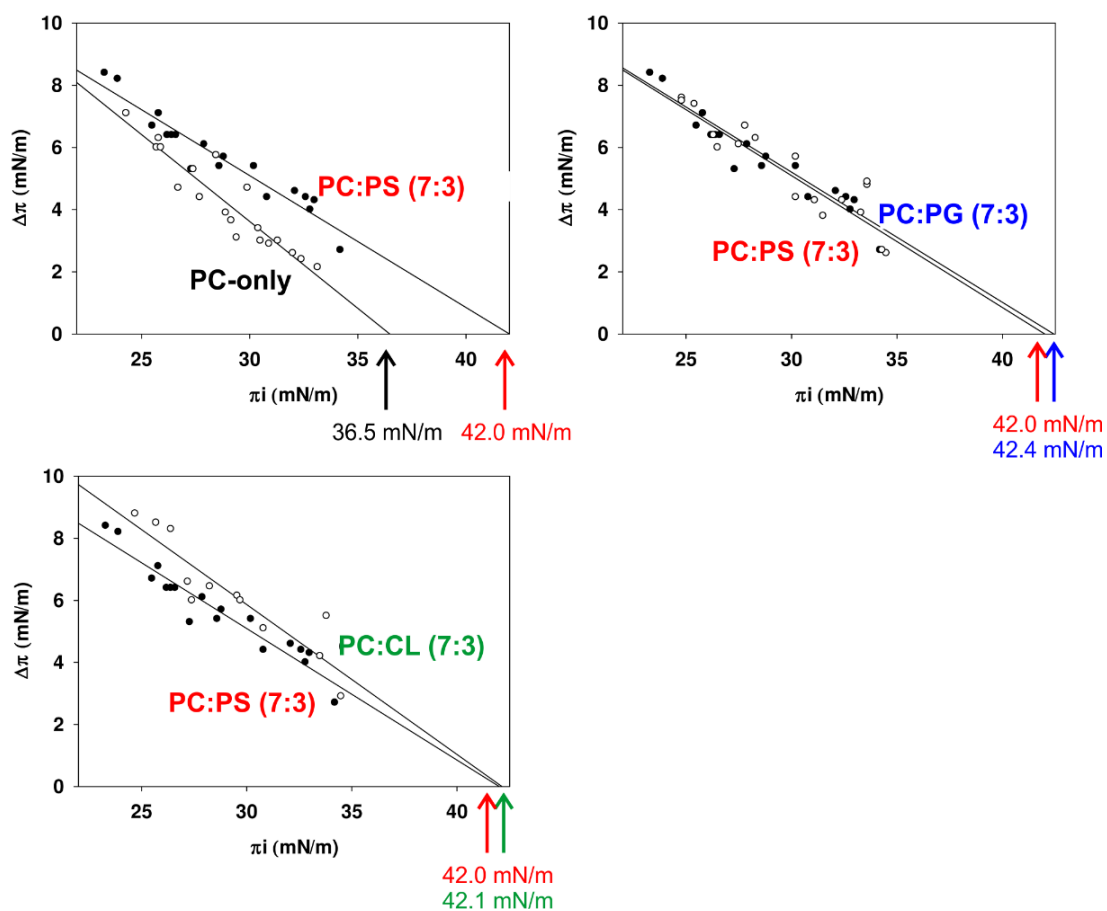 10
8
6
4
2
0
Δπ (mN/m)
PC:PS (7:3)
PC-only
25
30
35
40
πi (mN/m)
36.5 mN/m
42.0 mN/m
10
8
6
4
2
0
Δπ (mN/m)
PC:PG (7:3)
PC:PS (7:3)
25
30
35
40
πi (mN/m)
42.0 mN/m
42.4 mN/m
10
8
6
4
2
0
Δπ (mN/m)
PC:CL (7:3)
PC:PS (7:3)
25
30
35
40
πi (mN/m)
42.0 mN/m
42.1 mN/m